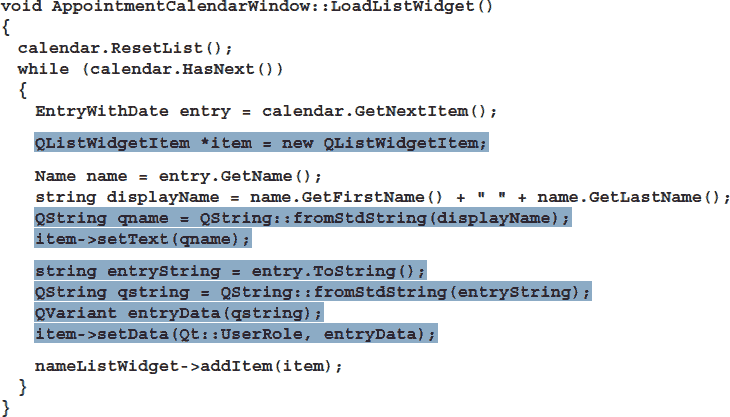 void AppointmentCalendarWindow::LoadListWidget()
{
calendar.ResetList();
while (calendar.HasNext())
{
EntryWithDate entry = calendar.GetNextItem();
QListWidgetItem *item = new QListWidgetItem;
Name name = entry.GetName();
string displayName = name.GetFirstName() + " " + name.GetLastName();
QString qname = QString::fromStdString(displayName);
item->setText(qname);
string entryString = entry.ToString();
QString qstring = QString::fromStdString(entryString);
QVariant entryData(qstring);
item->setData(Qt::UserRole, entryData);
nameListWidget->addItem(item);
}
}